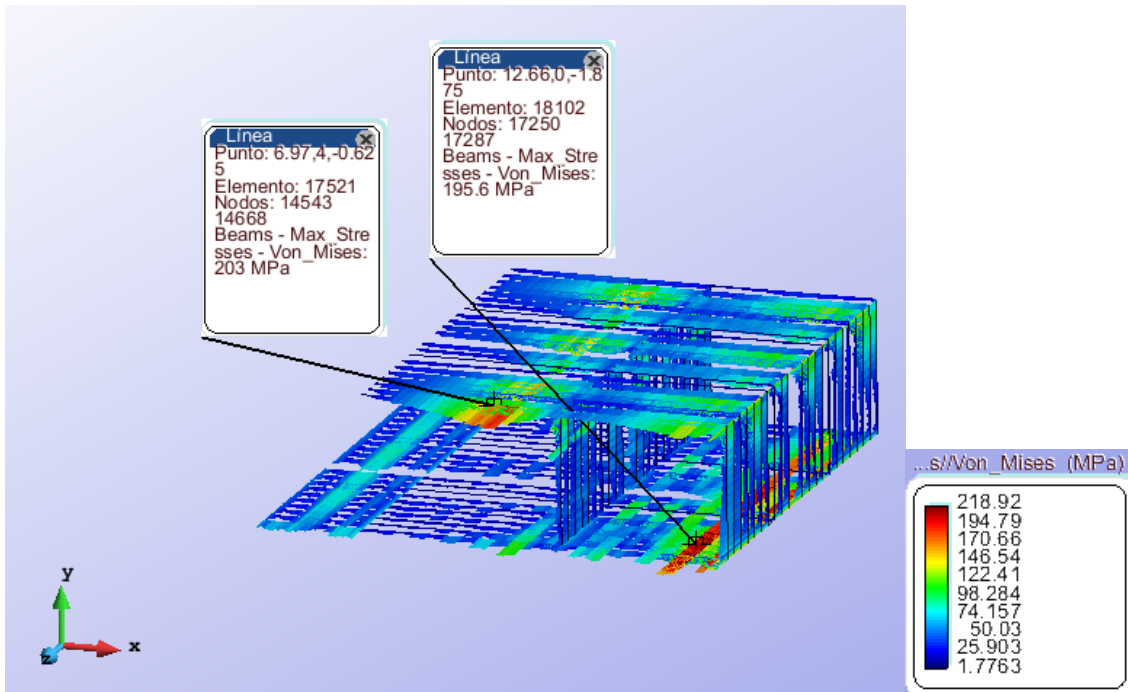 Línea
Punto: 12.66,0,-1.8
75
Elemento: 18102
Nodos: 17250
17287
Beams - Max_Stre
sses - Von_Mises:
195.6 MPa
Línea
Punto: 6.97,4,-0.62
5
Elemento: 17521
Nodos: 14543
14668
Beams - Max_Stre
sses - Von_Mises:
203 MPa
...s//Von_Mises (MPa)
218.92
194.79
170.66
146.54
122.41
98.284
74.157
50.03
25.903
1.7763
y
x
z